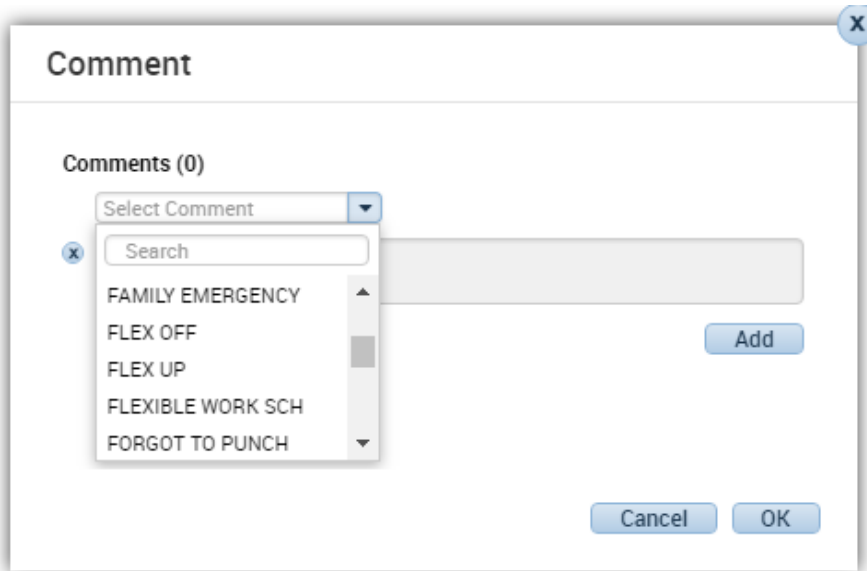 x
Comment
Comments (0)
Select Comment
x
Search
FAMILY EMERGENCY
FLEX OFF
FLEX UP
FLEXIBLE WORK SCH
FORGOT TO PUNCH
Add
Cancel OK